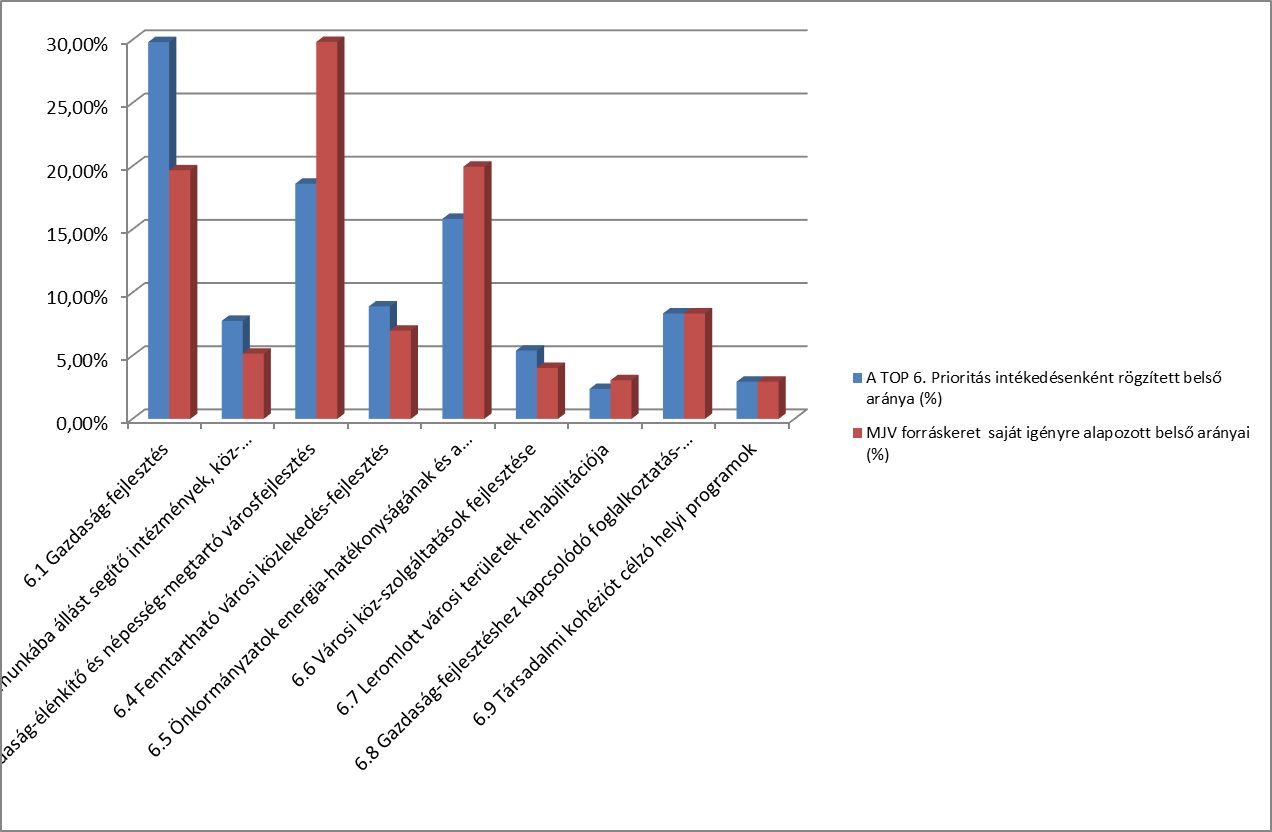 30,00%
25,00%
20,00%
15,00%
10,00%
5,00%
0,00%
6.1 Gazdaság-fejlesztés
munkába állást segítő intézmények, köz-...
daság-élénkítő és népesség-megtartó városfejlesztés
6.4 Fenntartható városi közlekedés-fejlesztés
6.5 Önkormányzatok energia-hatékonyságának és a...
6.6 Városi köz-szolgáltatások fejlesztése
6.7 Leromlott városi területek rehabilitációja
6.8 Gazdaság-fejlesztéshez kapcsolódó foglalkoztatás-...
6.9 Társadalmi kohéziót célzó helyi programok
A TOP 6. Prioritás intékedésenként rögzített belső
aránya (%)
MJV forráskeret saját igényre alapozott belső arányai
(%)